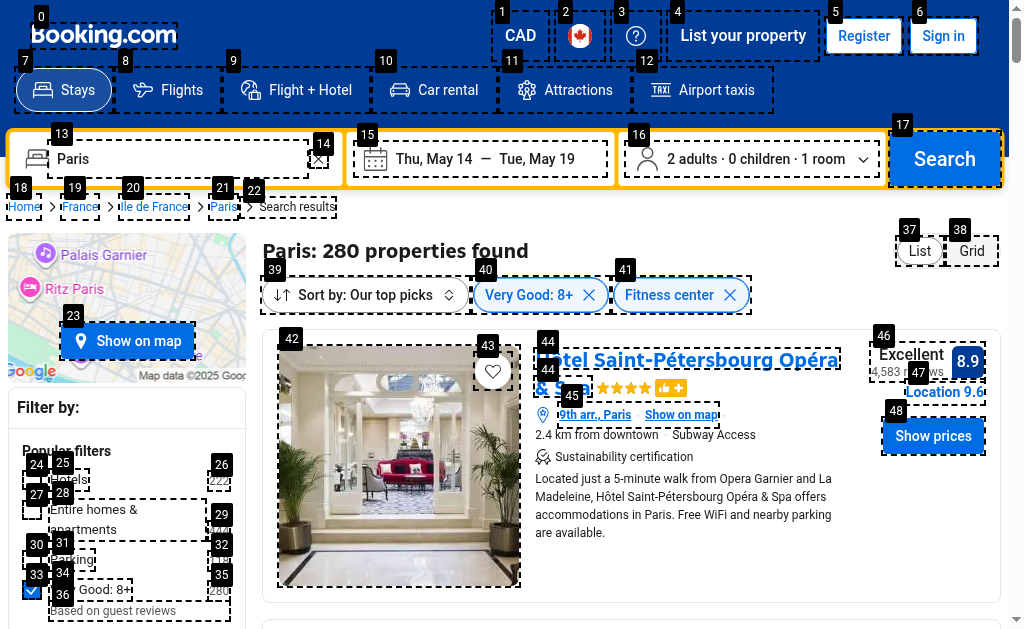 0
1
2
3
4
5
6
Booking.com
CAD
List your property
Register
Sign in
7
8
9
10
11
12
Stays
Flights
Flight + Hotel
Car rental
Attractions
Airport taxis
13
14
15
16
17
Paris
Thu, May 14 — Tue, May 19
2 adults · 0 children · 1 room
Search
18
19
20
21
22
Home
France
Ile de France
Paris
Search results
Palais Garnier
Ritz Paris
23
Show on map
Google
Map data ©2025 Goog
Filter by:
Popular filters
24
25
26
Hotels
222
27
28
Entire homes &
apartments
29
30
31
32
Parking
33
34
35
Good: 8+
280
36
Based on guest reviews
Paris: 280 properties found
37
38
List
Grid
39
40
41
Sort by: Our top picks
Very Good: 8+
Fitness center
42
43
44
Hôtel Saint-Pétersbourg Opéra
44
& Spa
45
9th arr., Paris
Show on map
2.4 km from downtown
Subway Access
Sustainability certification
Located just a 5-minute walk from Opera Garnier and La
Madeleine, Hôtel Saint-Pétersbourg Opéra & Spa offers
accommodations in Paris. Free WiFi and nearby parking
are available.
46
Excellent
8.9
4,583 reviews
47
Location 9.6
48
Show prices